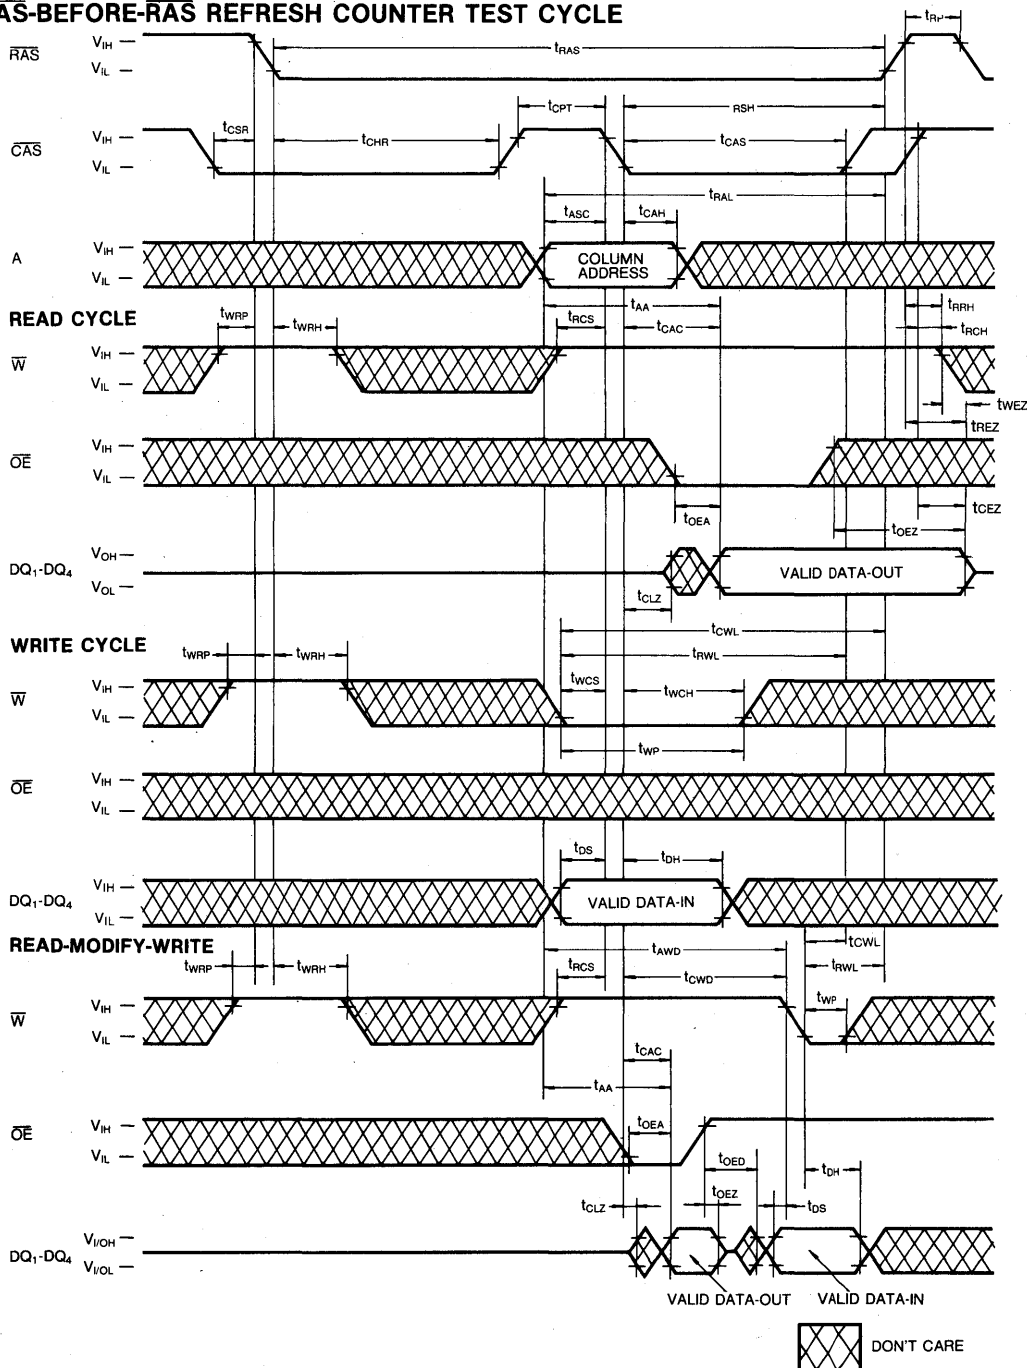 AS-BEFORE-RAS REFRESH COUNTER TEST CYCLE
tRP
RAS
VIH
VIL
tRAS
tCPT
RSH
tCSR
tCHR
tCAS
CAS
VIH
VIL
tRAL
tASC
tCAH
A
VIH
VIL
COLUMN
ADDRESS
READ CYCLE
tWRP
tWRH
tAA
tRCS
tCAC
tRRH
tRCH
W
VIH
VIL
tWEZ
tREZ
OE
VIH
VIL
tOEA
tCEZ
tOEZ
DQ1-DQ4
VOH
VOL
VALID DATA-OUT
tCLZ
WRITE CYCLE
tCWL
tWRP
tWRH
tRWL
tWCS
tWCH
W
VIH
VIL
tWP
OE
VIH
VIL
tDS
tDH
DQ1-DQ4
VIH
VIL
VALID DATA-IN
READ-MODIFY-WRITE
tAWD
tCWL
tWRP
tWRH
tRCS
tCWD
tRWL
tWP
W
VIH
VIL
tCAC
tAA
OE
VIH
VIL
tOEA
tOED
tDH
tCLZ
tOEZ
tDS
DQ1-DQ4
VI/OH
VI/OL
VALID DATA-OUT
VALID DATA-IN
DON'T CARE